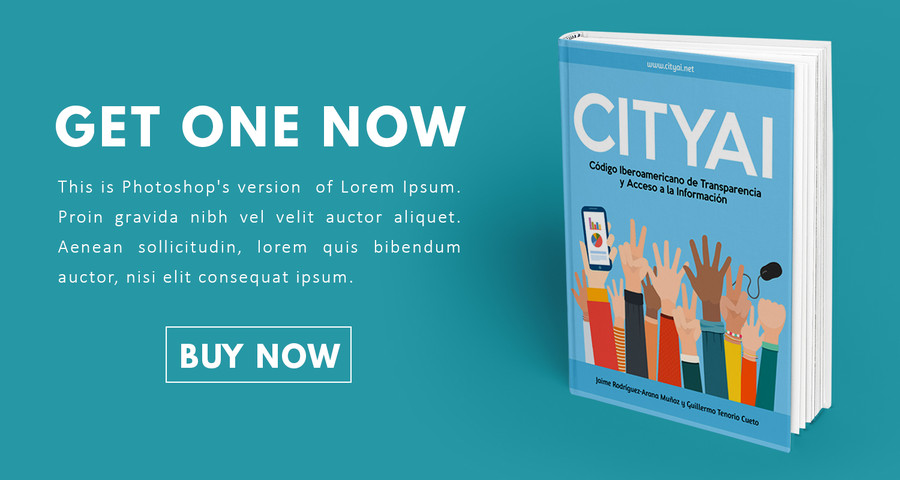 GET ONE NOW
This is Photoshop's version of Lorem Ipsum.
Proin gravida nibh vel velit auctor aliquet.
Aenean sollicitudin, lorem quis bibendum
auctor, nisi elit consequat ipsum.
BUY NOW
www.cityai.net
CITYAI
Código Iberoamericano de Transparencia
y Acceso a la Información
Jaime Rodríguez-Arana Muñoz y Guillermo Tenorio Cueto